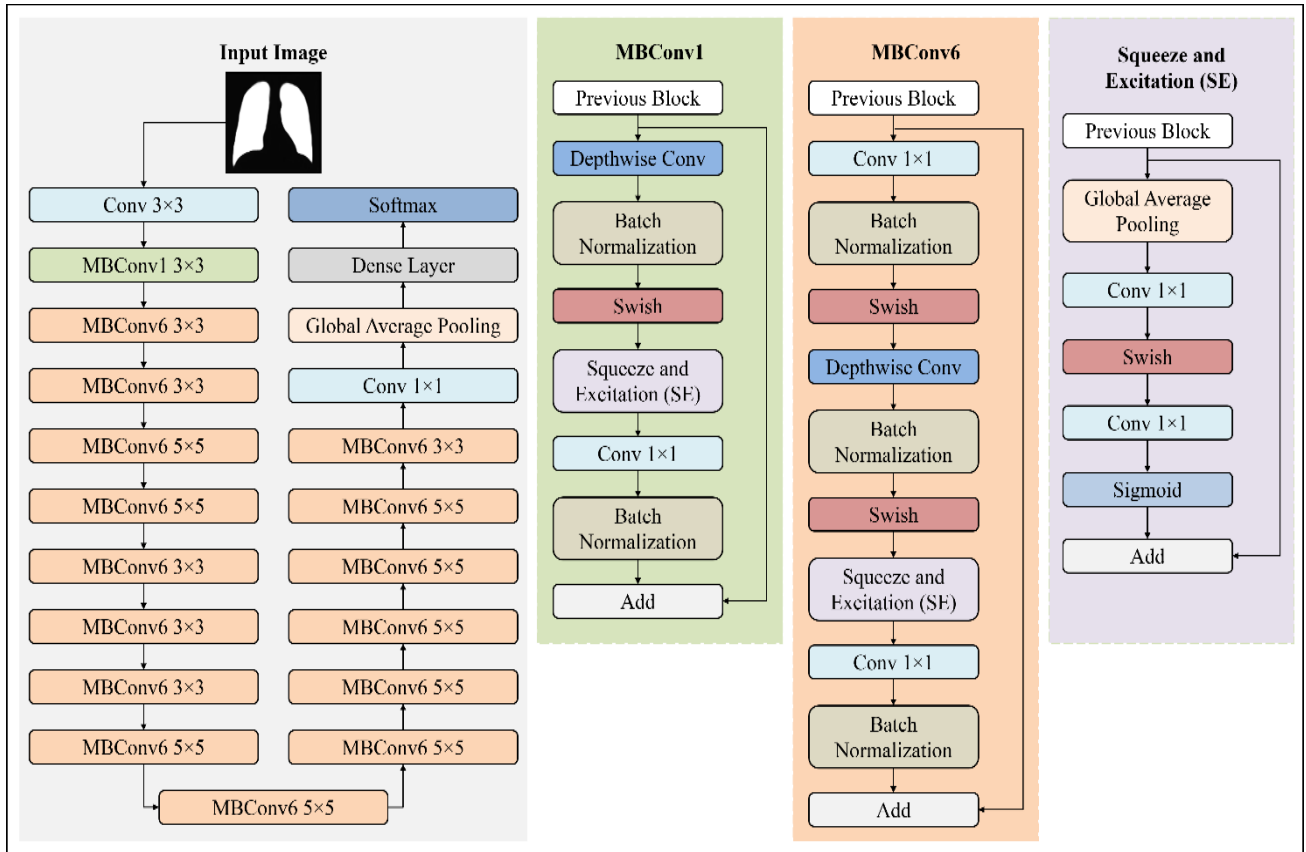 Input Image
Conv 3×3
MBConv1 3×3
MBConv6 3×3
MBConv6 3×3
MBConv6 5×5
MBConv6 5×5
MBConv6 3×3
MBConv6 3×3
MBConv6 3×3
MBConv6 5×5
MBConv6 5×5
MBConv6 5×5
MBConv6 5×5
MBConv6 5×5
MBConv6 5×5
MBConv6 5×5
MBConv6 3×3
Conv 1×1
Global Average Pooling
Dense Layer
Softmax
MBConv1
Previous Block
Depthwise Conv
Batch
Normalization
Swish
Squeeze and
Excitation (SE)
Conv 1×1
Batch
Normalization
Add
MBConv6
Previous Block
Conv 1×1
Batch
Normalization
Swish
Depthwise Conv
Batch
Normalization
Swish
Squeeze and
Excitation (SE)
Conv 1×1
Batch
Normalization
Add
Squeeze and
Excitation (SE)
Previous Block
Global Average
Pooling
Conv 1×1
Swish
Conv 1×1
Sigmoid
Add